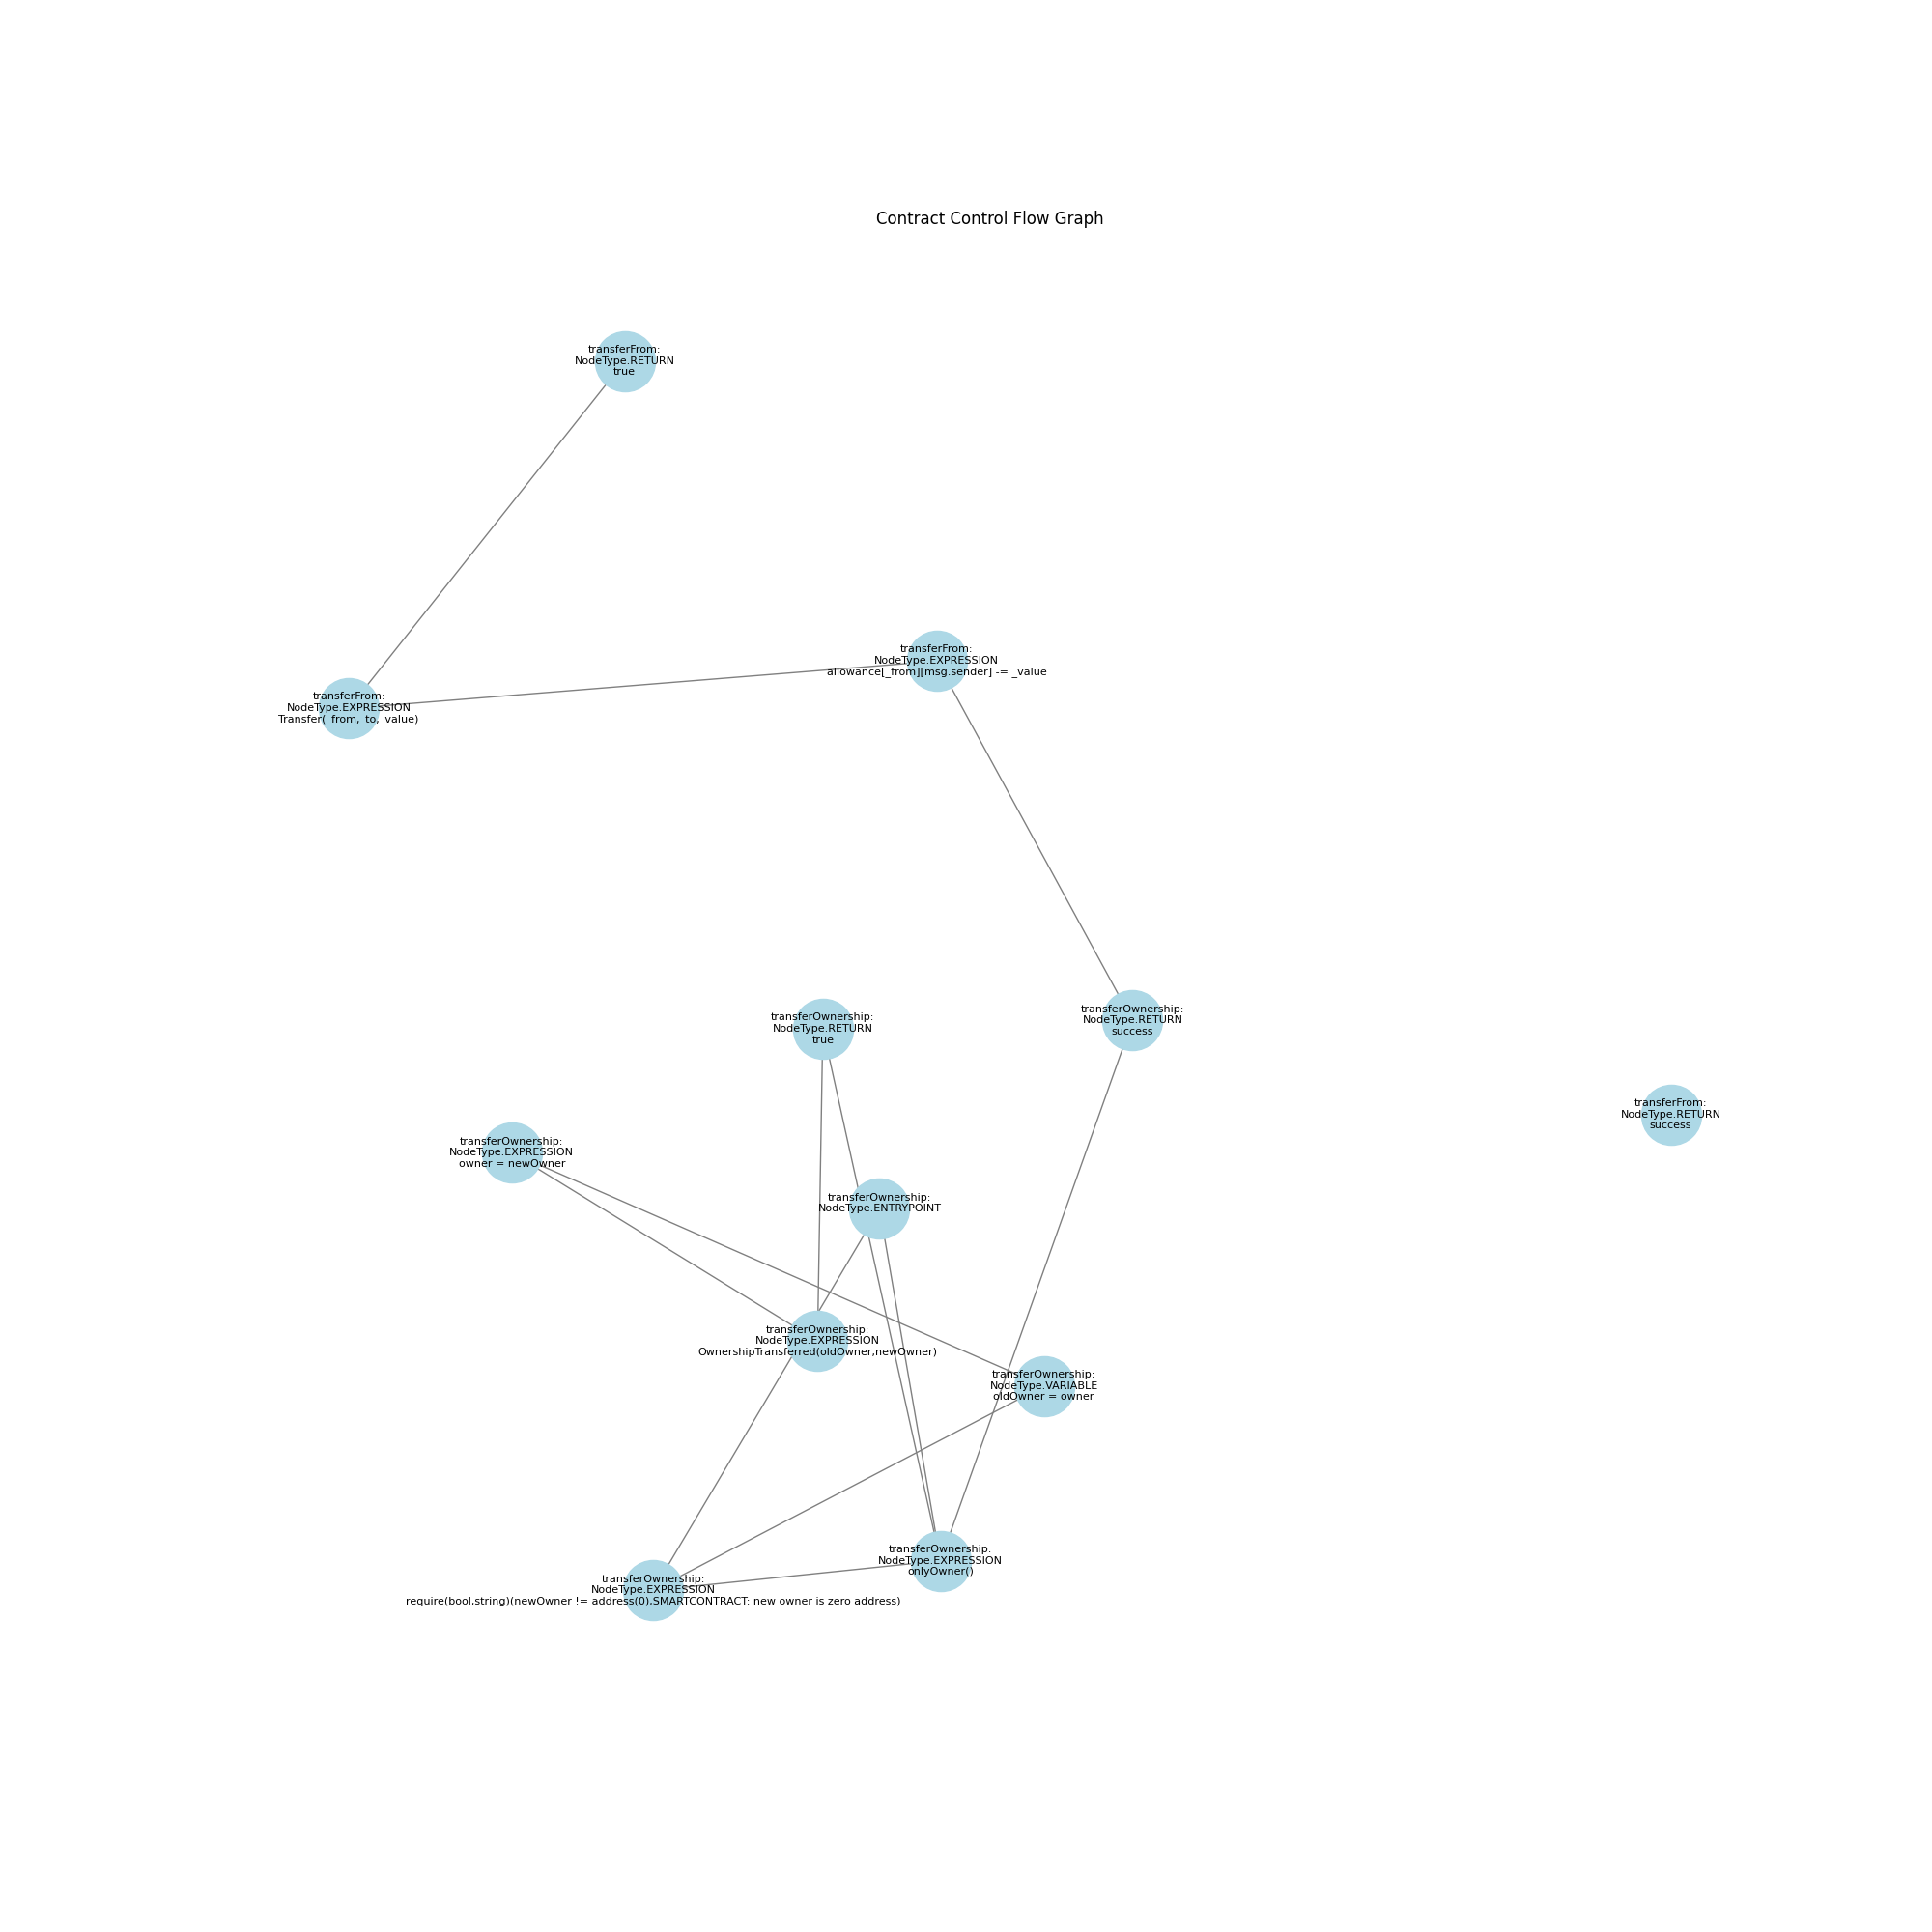 Contract Control Flow Graph
transferFrom:
NodeType.RETURN
true
transferFrom:
NodeType.EXPRESSION
allowance[_from][msg.sender] -= _value
transferFrom:
NodeType.EXPRESSION
Transfer(_from,_to,_value)
transferOwnership:
NodeType.RETURN
success
transferOwnership:
NodeType.RETURN
true
transferFrom:
NodeType.RETURN
success
transferOwnership:
NodeType.EXPRESSION
owner = newOwner
transferOwnership:
NodeType.ENTRYPOINT
transferOwnership:
NodeType.EXPRESSION
OwnershipTransferred(oldOwner,newOwner)
transferOwnership:
NodeType.VARIABLE
oldOwner = owner
transferOwnership:
NodeType.EXPRESSION
onlyOwner()
transferOwnership:
NodeType.EXPRESSION
require(bool,string)(newOwner != address(0),SMARTCONTRACT: new owner is zero address)